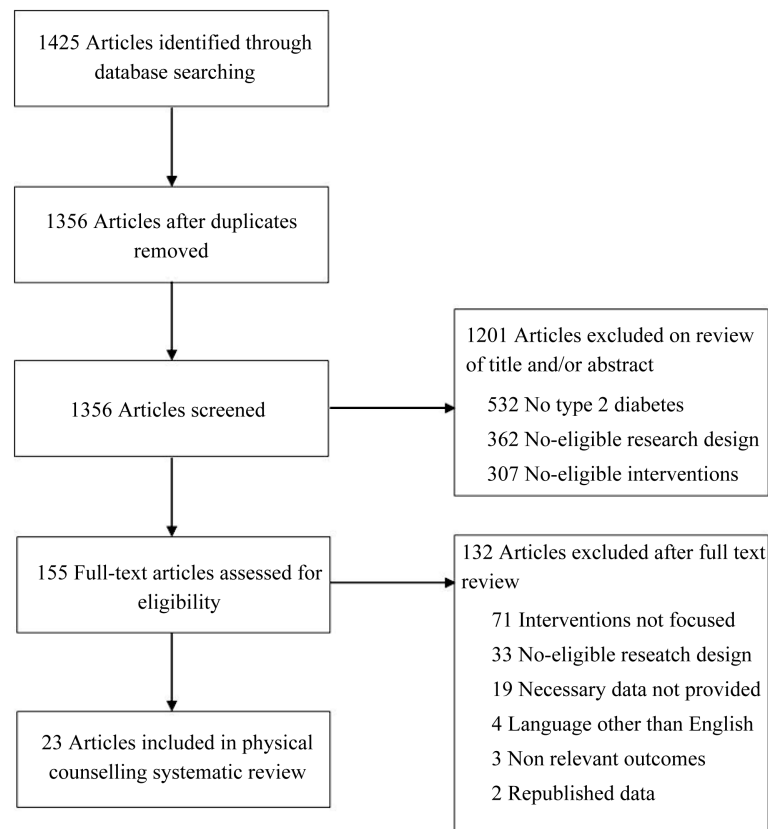 1425 Articles identified through
database searching
1356 Articles after duplicates
removed
1356 Articles screened
1201 Articles excluded on review
of title and/or abstract
532 No type 2 diabetes
362 No-eligible research design
307 No-eligible interventions
155 Full-text articles assessed for
eligibility
132 Articles excluded after full text
review
71 Interventions not focused
33 No-eligible reseatch design
19 Necessary data not provided
4 Language other than English
3 Non relevant outcomes
2 Republished data
23 Articles included in physical
counselling systematic review